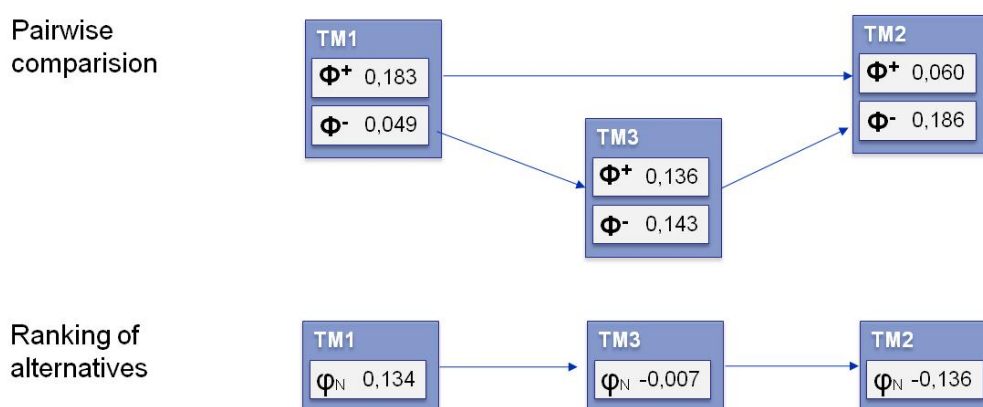 Pairwise
comparision
TM1
Φ+ 0,183
Φ- 0,049
TM3
Φ+ 0,136
Φ- 0,143
TM2
Φ+ 0,060
Φ- 0,186
Ranking of
alternatives
TM1
φN 0,134
TM3
φN -0,007
TM2
φN -0,136